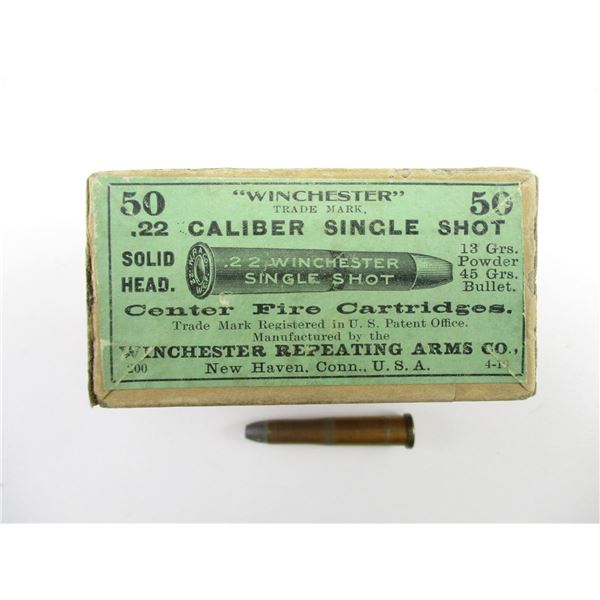 50 "WINCHESTER" 50
TRADE MARK,
.22 CALIBER SINGLE SHOT
SOLID HEAD.
.22 WINCHESTER
SINGLE SHOT
13 Grs.
Powder
45 Grs.
Bullet.
Center Fire Cartridges.
Trade Mark Registered in U. S. Patent Office.
Manufactured by the
WINCHESTER REPEATING ARMS CO.,
200 New Haven, Conn., U. S. A.